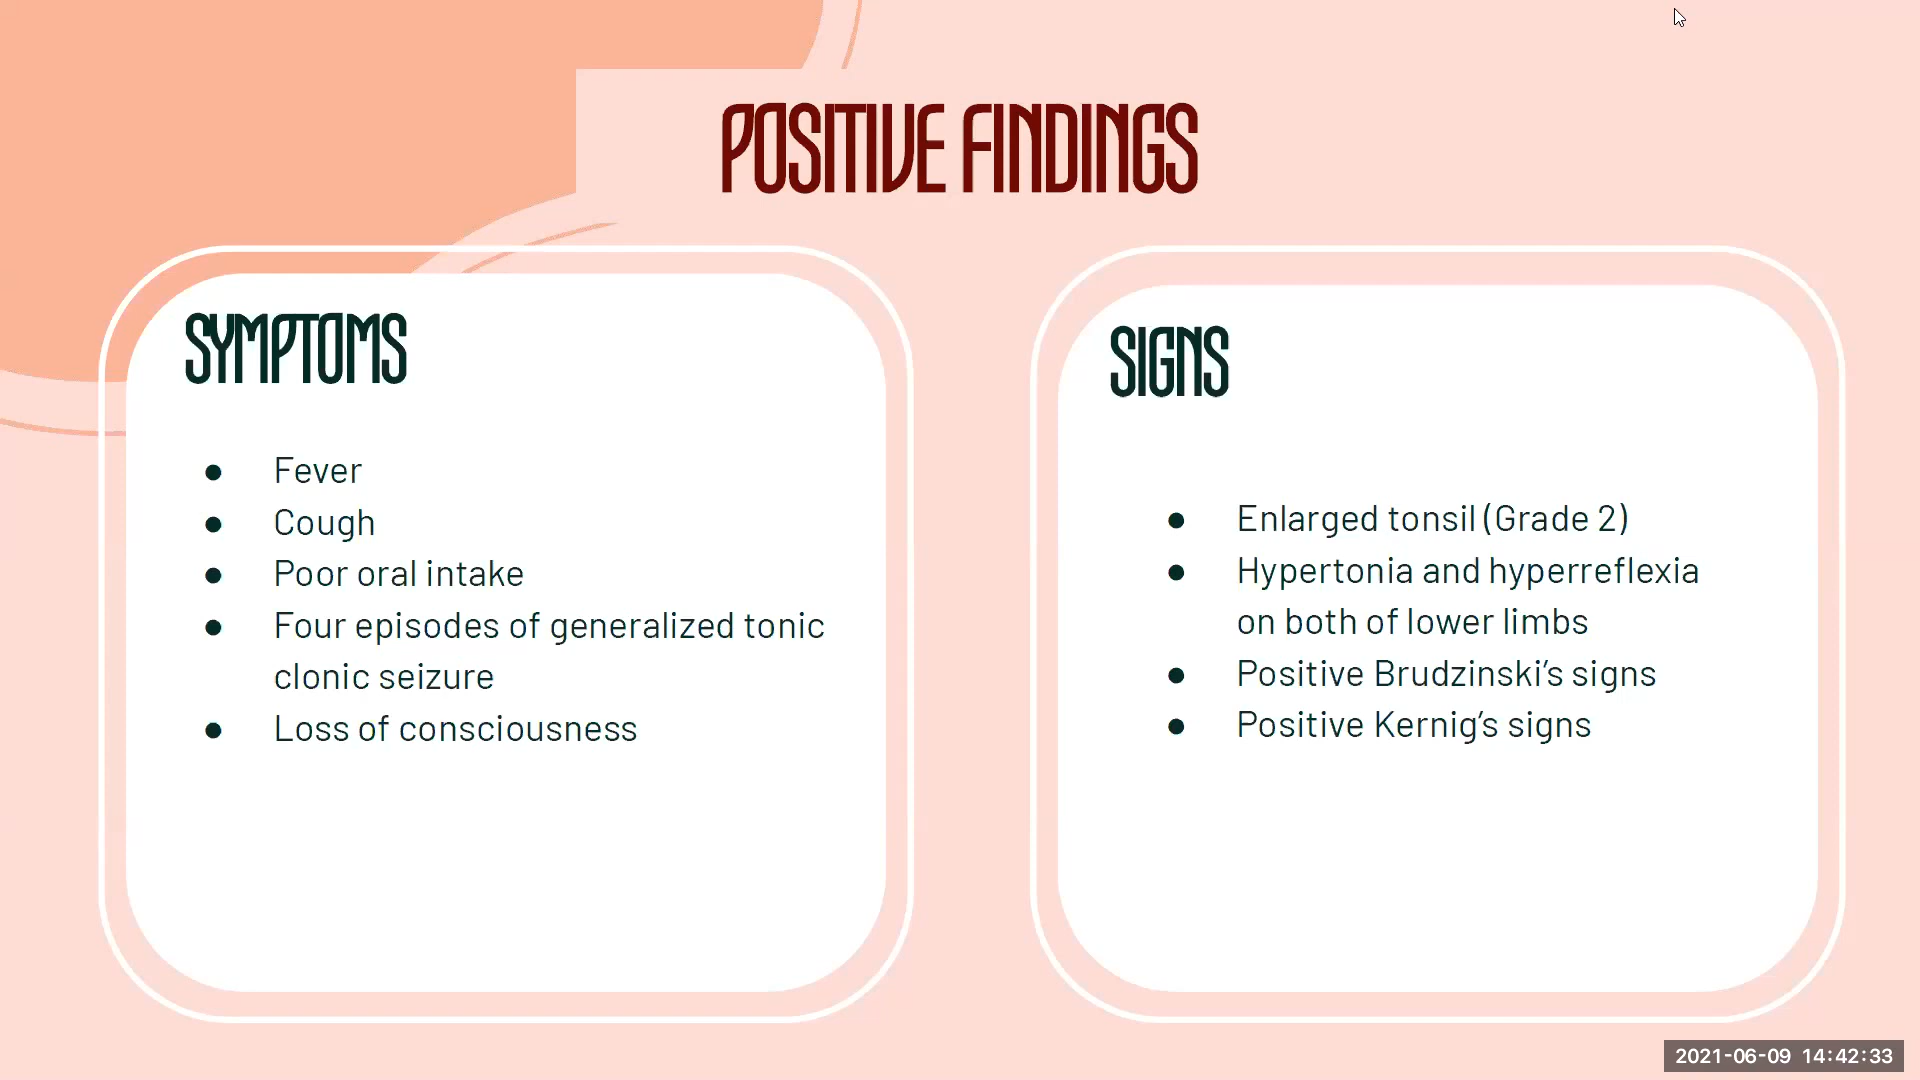 POSITIVE FINDINGS
SYMPTOMS
● Fever
● Cough
● Poor oral intake
● Four episodes of generalized tonic
clonic seizure
● Loss of consciousness
SIGNS
● Enlarged tonsil (Grade 2)
● Hypertonia and hyperreflexia
on both of lower limbs
● Positive Brudzinski’s signs
● Positive Kernig’s signs
2021-06-09 14:42:33